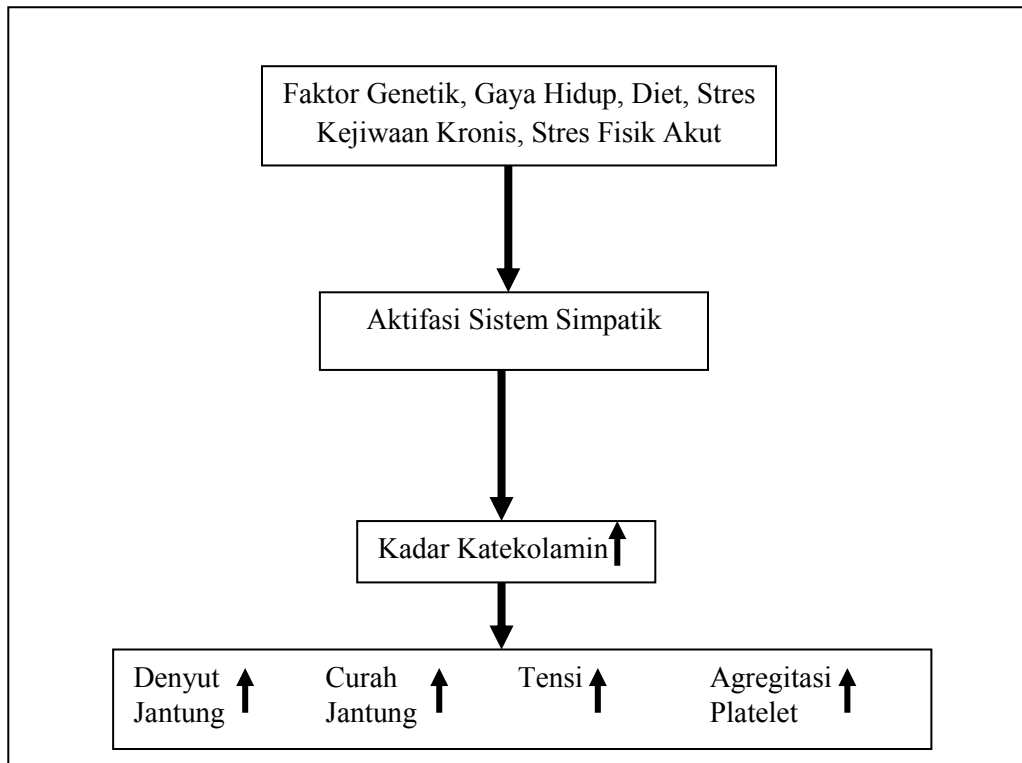 Faktor Genetik, Gaya Hidup, Diet, Stres
Kejiwaan Kronis, Stres Fisik Akut
Aktifasi Sistem Simpatik
Kadar Katekolamin
Denyut
Jantung
Curah
Jantung
Tensi
Agregitasi
Platelet